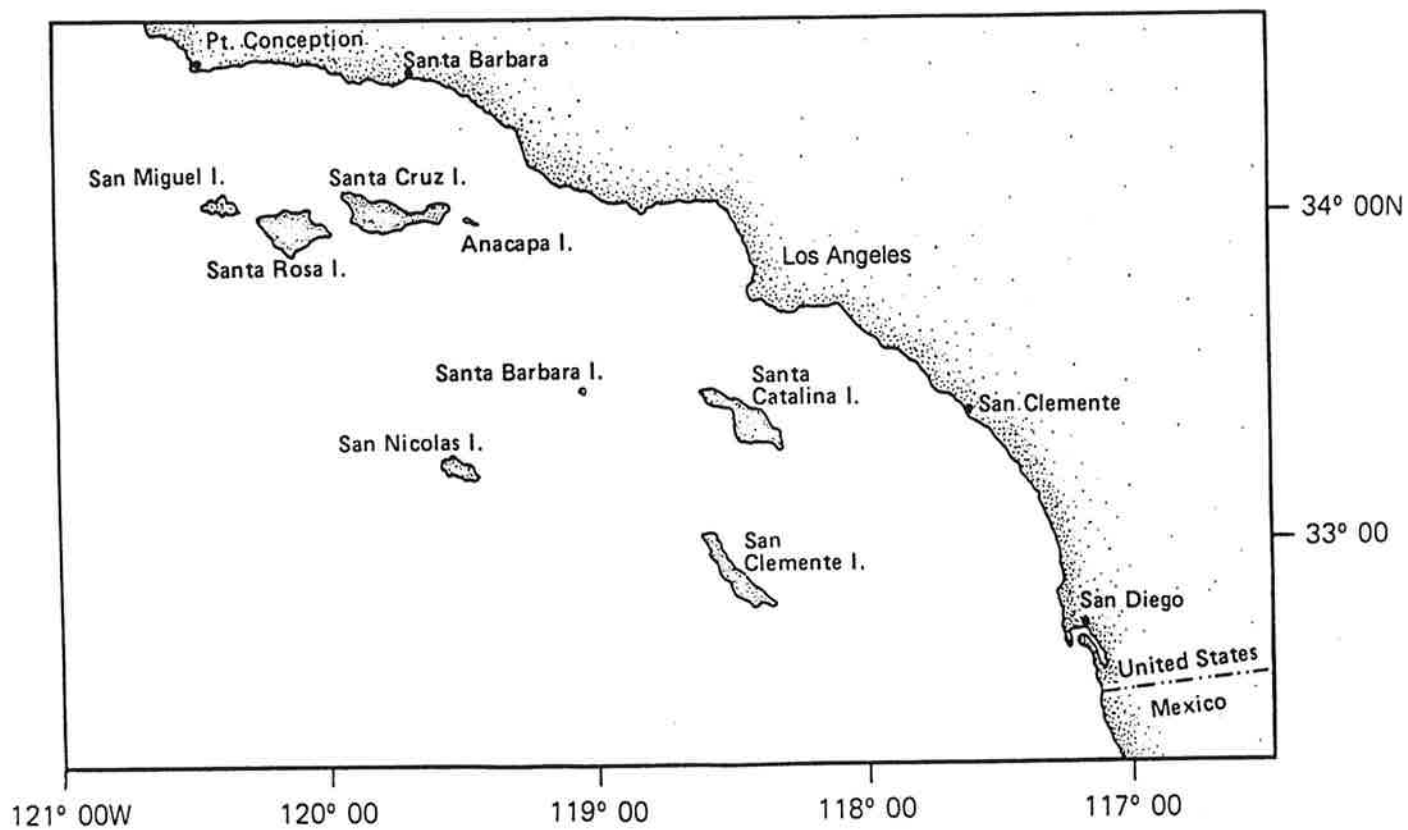 Pt. Conception
Santa Barbara
San Miguel I.
Santa Cruz I.
34° 00N
Anacapa I.
Santa Rosa I.
Los Angeles
Santa Barbara I.
Santa
Catalina I.
San Clemente
San Nicolas I.
33° 00
San
Clemente I.
San Diego
United States
Mexico
121° 00W
120° 00
119° 00
118° 00
117° 00